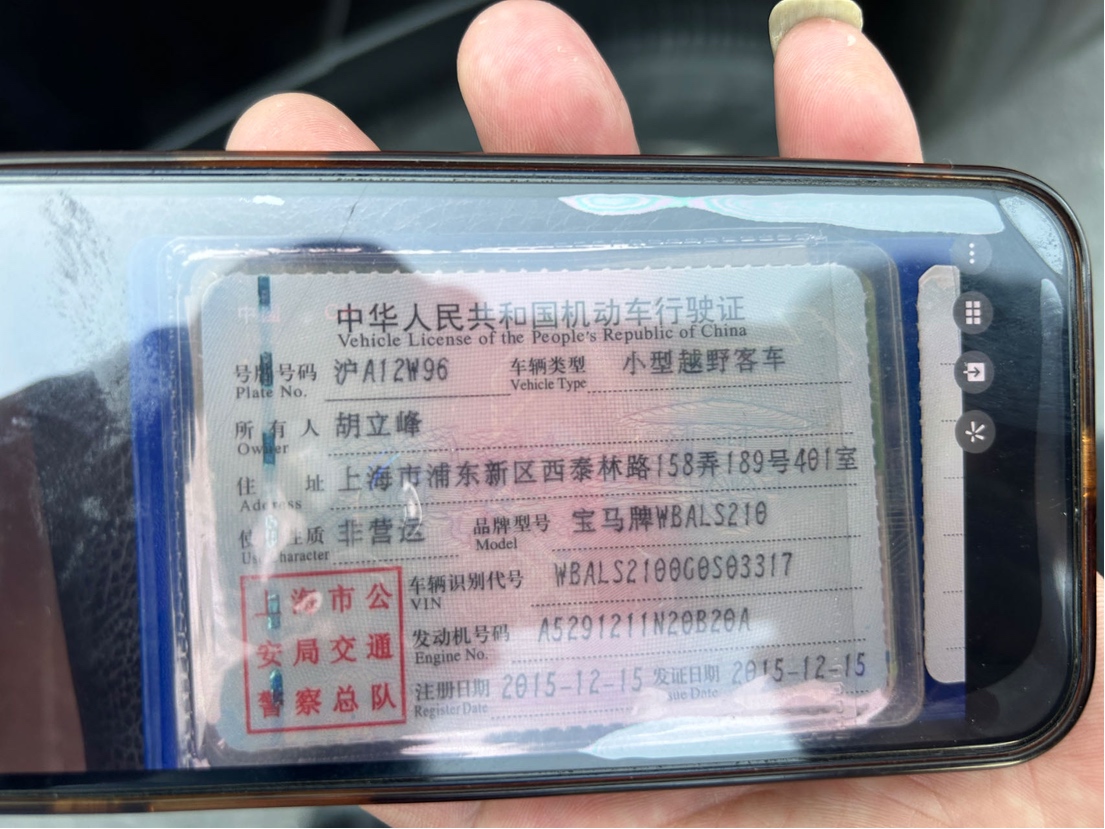 中华人民共和国机动车行驶证
Vehicle License of the People's Republic of China
号牌号码 沪A12W96 车辆类型 小型越野客车
Plate No. Vehicle Type
所有人 胡立峰
Owner
住址 上海市浦东新区西泰林路158弄189号401室
Address
使用性质 非营运 品牌型号 宝马牌WBALS210
Use Character Model
车辆识别代号 WBALS2100G0S03317
VIN
发动机号码 A5291211N20B20A
Engine No.
注册日期 2015-12-15 发证日期 2015-12-15
Register Date Issue Date
上海市公
安局交通
警察总队